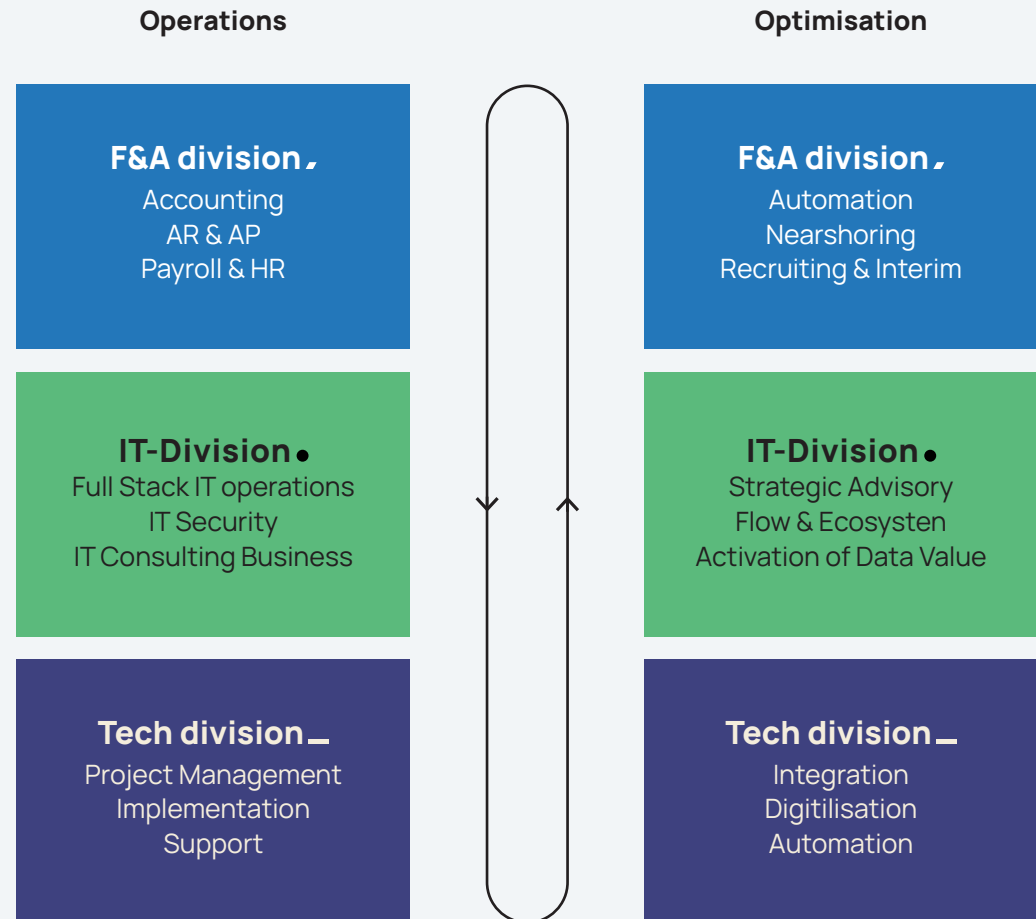 Operations
F&A division
Accounting
AR & AP
Payroll & HR
IT-Division
Full Stack IT operations
IT Security
IT Consulting Business
Tech division
Project Management
Implementation
Support
Optimisation
F&A division
Automation
Nearshoring
Recruiting & Interim
IT-Division
Strategic Advisory
Flow & Ecosysten
Activation of Data Value
Tech division
Integration
Digitilisation
Automation